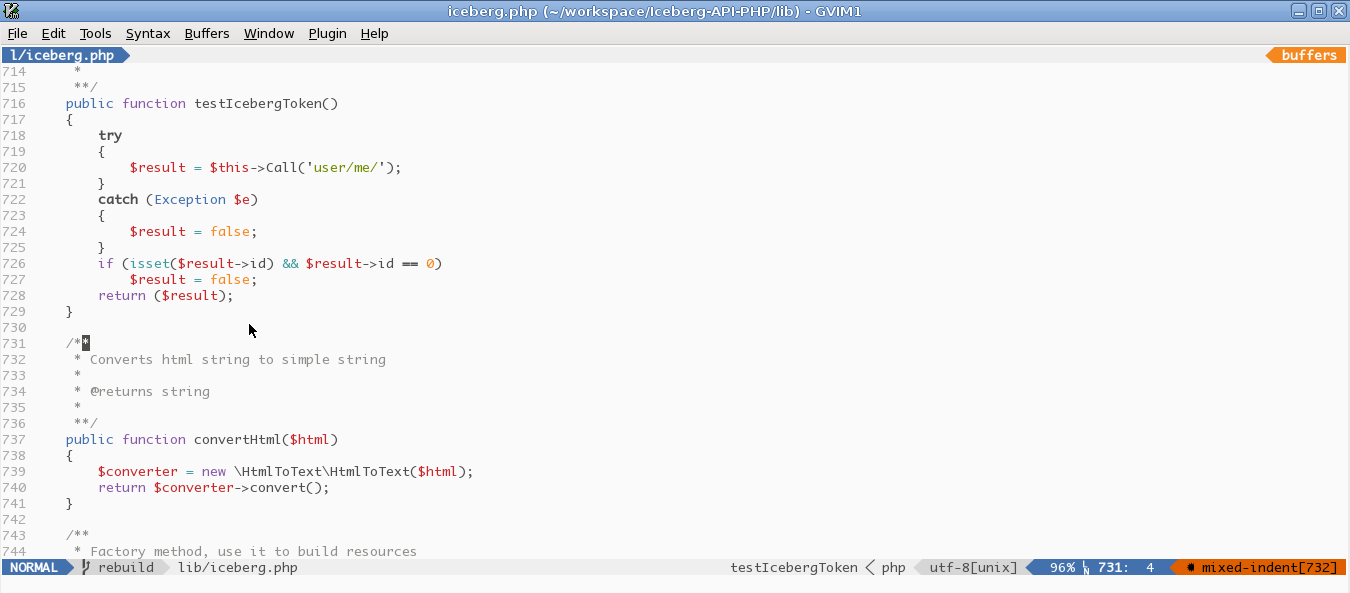 iceberg.php (~/workspace/Iceberg-API-PHP/lib) - GVIM1
File Edit Tools Syntax Buffers Window Plugin Help
l/iceberg.php buffers
714      *
715      **/
716     public function testIcebergToken()
717     {
718         try
719         {
720             $result = $this->Call('user/me/');
721         }
722         catch (Exception $e)
723         {
724             $result = false;
725         }
726         if (isset($result->id) && $result->id == 0)
727             $result = false;
728         return ($result);
729     }
730
731     /**
732      * Converts html string to simple string
733      *
734      * @returns string
735      *
736      **/
737     public function convertHtml($html)
738     {
739         $converter = new \HtmlToText\HtmlToText($html);
740         return $converter->convert();
741     }
742
743     /**
744      * Factory method, use it to build resources
NORMAL rebuild lib/iceberg.php testIcebergToken < php utf-8[unix] 96% 731: 4 mixed-indent[732]